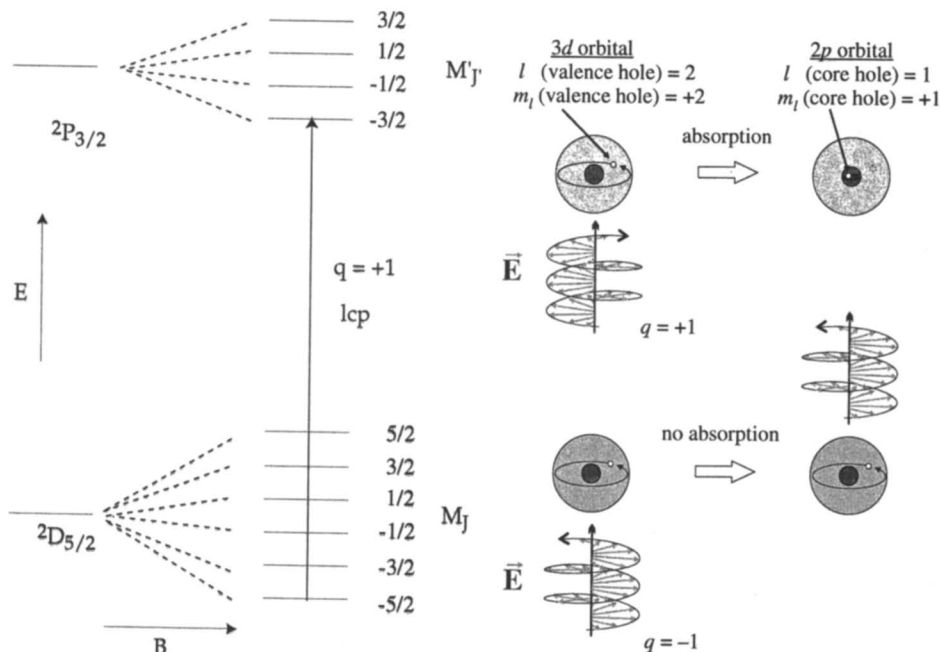 3/2
1/2
-1/2
-3/2
M'J'
²P3/2
E
q = +1
lcp
5/2
3/2
1/2
-1/2
-3/2
-5/2
MJ
²D5/2
B
3d orbital
l (valence hole) = 2
ml (valence hole) = +2
2p orbital
l (core hole) = 1
ml (core hole) = +1
absorption
E
q = +1
no absorption
E
q = –1